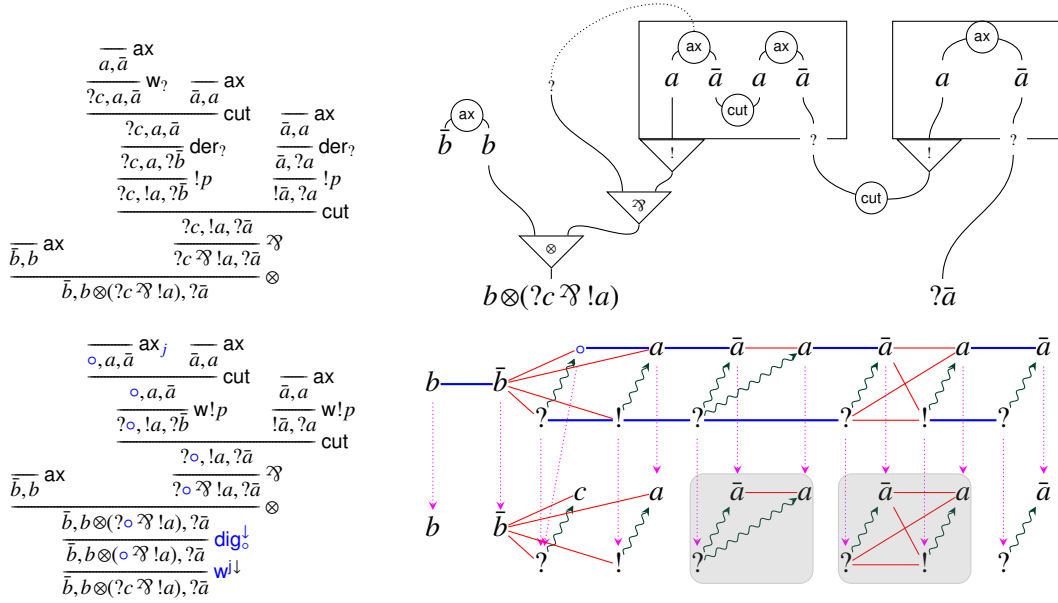 a, ā ax
?c, a, ā w? ā, a ax
?c, a, ā cut
?c, a, ?b̄ der? ā, a ax
ā, ?a der?
?c, !a, ?b̄ !p !ā, ?a !p
?c, !a, ?ā cut
b̄, b ax ?c ⅋ !a, ?ā ⅋
b̄, b⊗(?c ⅋ !a), ?ā ⊗
ax ax ax
a ā a ā a ā
?
cut
ax
b̄ b
? ?
! !
cut
⅋
⊗
b⊗(?c ⅋ !a) ?ā
∘, a, ā ax j ā, a ax
∘, a, ā cut ā, a ax
?∘, !a, ?b̄ w!p !ā, ?a w!p
?∘, !a, ?ā cut
b̄, b ax ?∘ ⅋ !a, ?ā ⅋
b̄, b⊗(?∘ ⅋ !a), ?ā ⊗
b̄, b⊗(∘ ⅋ !a), ?ā dig∘↓
b̄, b⊗(?c ⅋ !a), ?ā w j↓
∘ a ā a ā a ā
b b̄
? ! ? ? ! ?
c a ā a ā a ā
b b̄
? ! ? ? ! ?